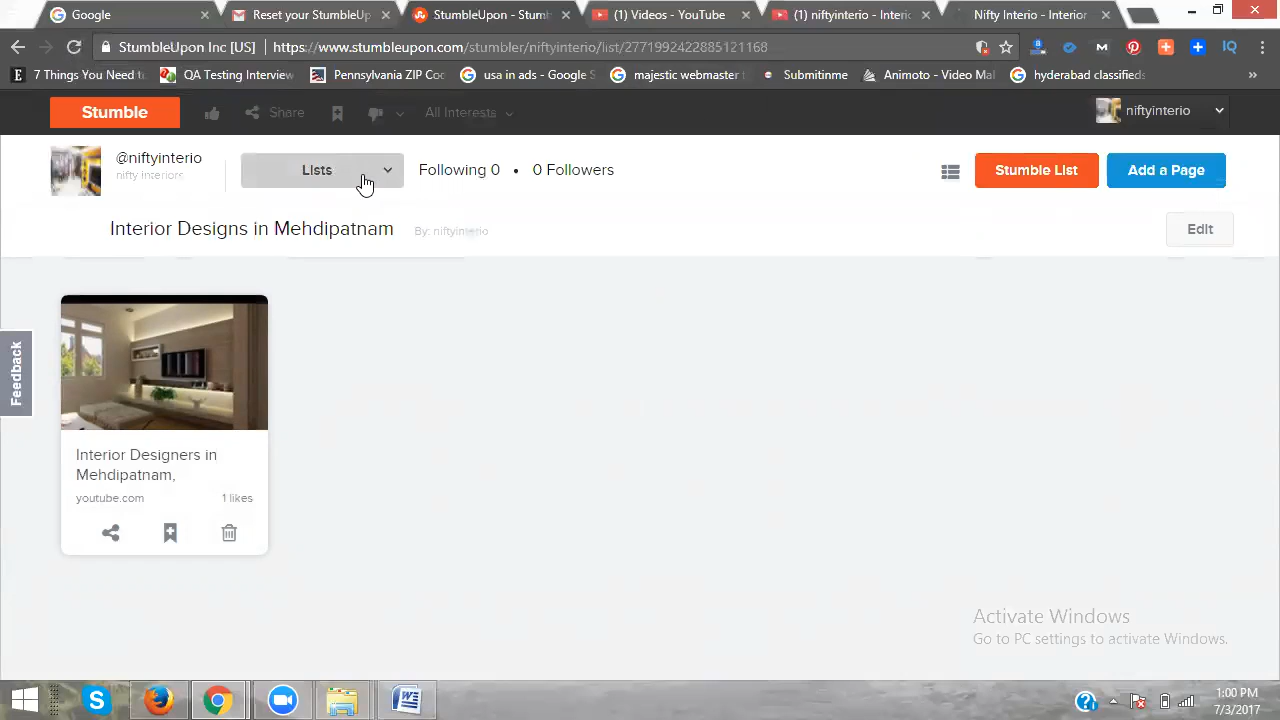 Google
Reset your StumbleUp
StumbleUpon - Stumb
(1) Videos - YouTube
(1) niftyinterio - Interio
Nifty Interio - Interior
StumbleUpon Inc [US]
https://www.stumbleupon.com/stumbler/niftyinterio/list/2771992422885121168
7 Things You Need t
QA Testing Interview
Pennsylvania ZIP Coc
usa in ads - Google S
majestic webmaster t
Submitinme
Animoto - Video Mal
hyderabad classifieds
Stumble
Share
All Interests
niftyinterio
@niftyinterio
nifty interiors
Lists
Following 0 • 0 Followers
Stumble List
Add a Page
Interior Designs in Mehdipatnam
By: niftyinterio
Edit
Feedback
Interior Designers in
Mehdipatnam,
youtube.com
1 likes
Activate Windows
Go to PC settings to activate Windows.
1:00 PM
7/3/2017